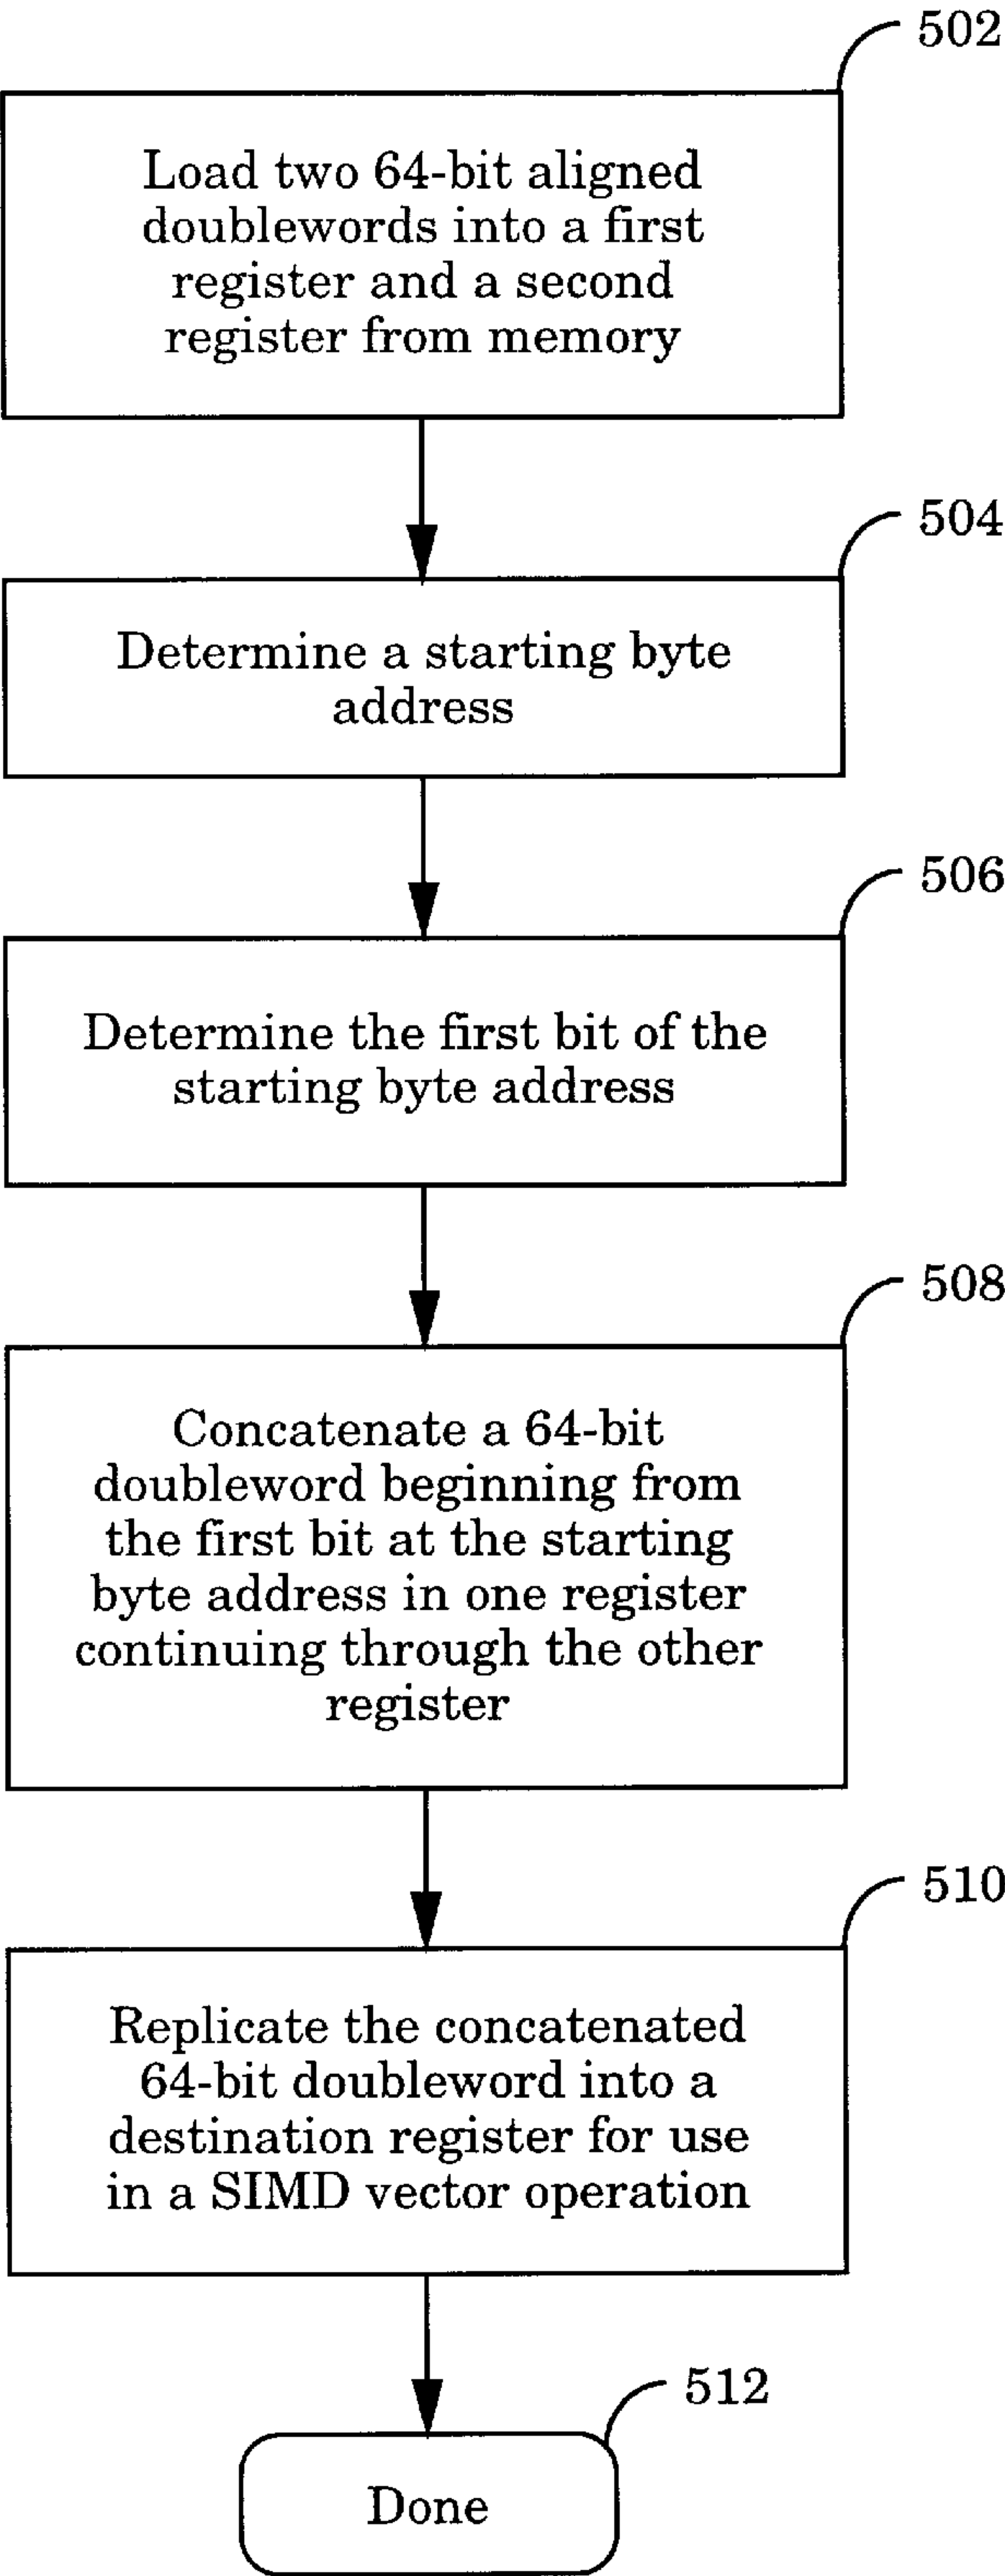 502
Load two 64-bit aligned
doublewords into a first
register and a second
register from memory
504
Determine a starting byte
address
506
Determine the first bit of the
starting byte address
508
Concatenate a 64-bit
doubleword beginning from
the first bit at the starting
byte address in one register
continuing through the other
register
510
Replicate the concatenated
64-bit doubleword into a
destination register for use
in a SIMD vector operation
512
Done